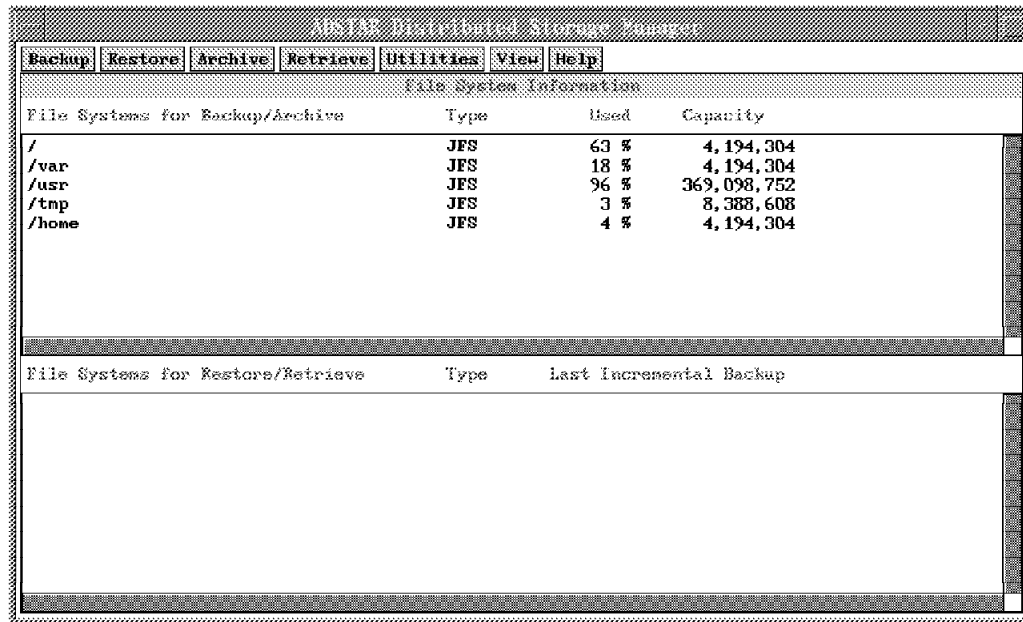 ADSTAR Distributed Storage Manager
Backup Restore Archive Retrieve Utilities View Help
File System Information
File Systems for Backup/Archive Type Used Capacity
/ JFS 63 % 4,194,304
/var JFS 18 % 4,194,304
/usr JFS 96 % 369,098,752
/tmp JFS 3 % 8,388,608
/home JFS 4 % 4,194,304
File Systems for Restore/Retrieve Type Last Incremental Backup